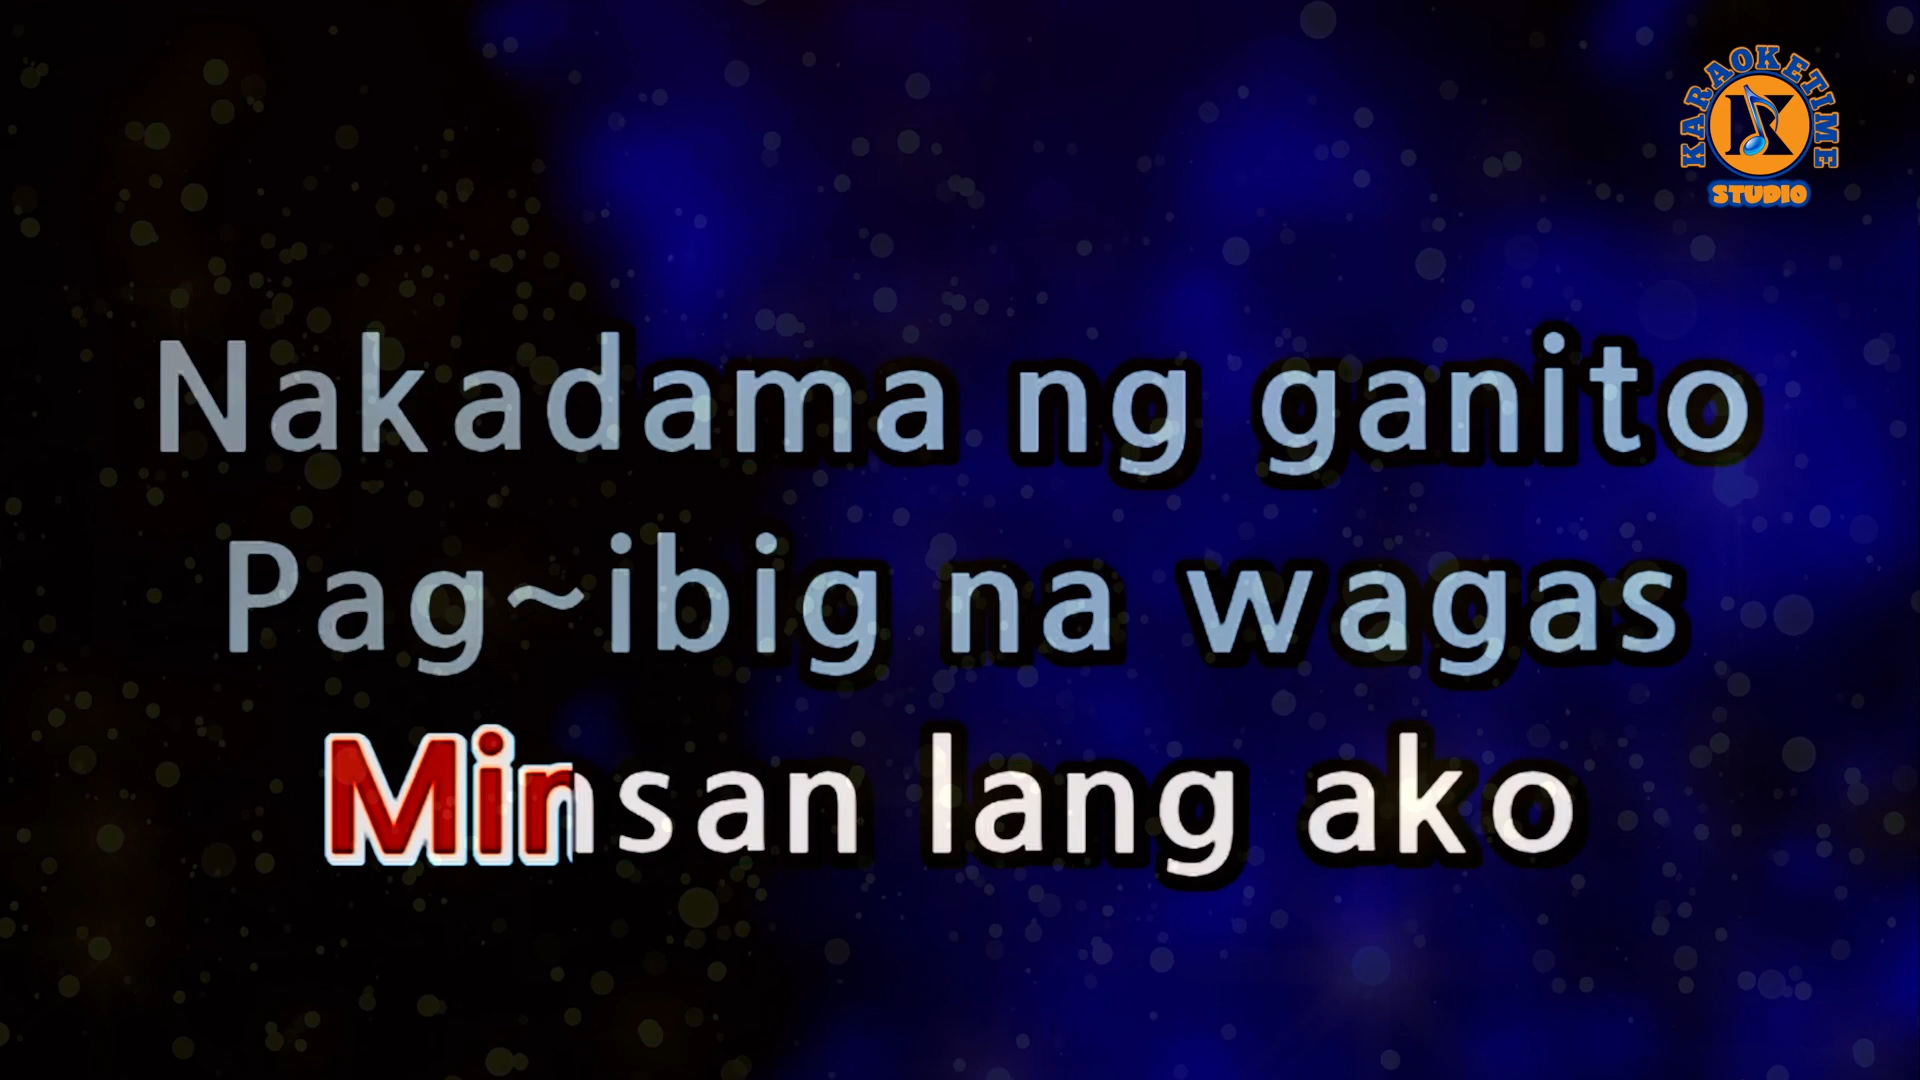 KARAOKETIME
STUDIO
Nakadama ng ganito
Pag~ibig na wagas
Minsan lang ako